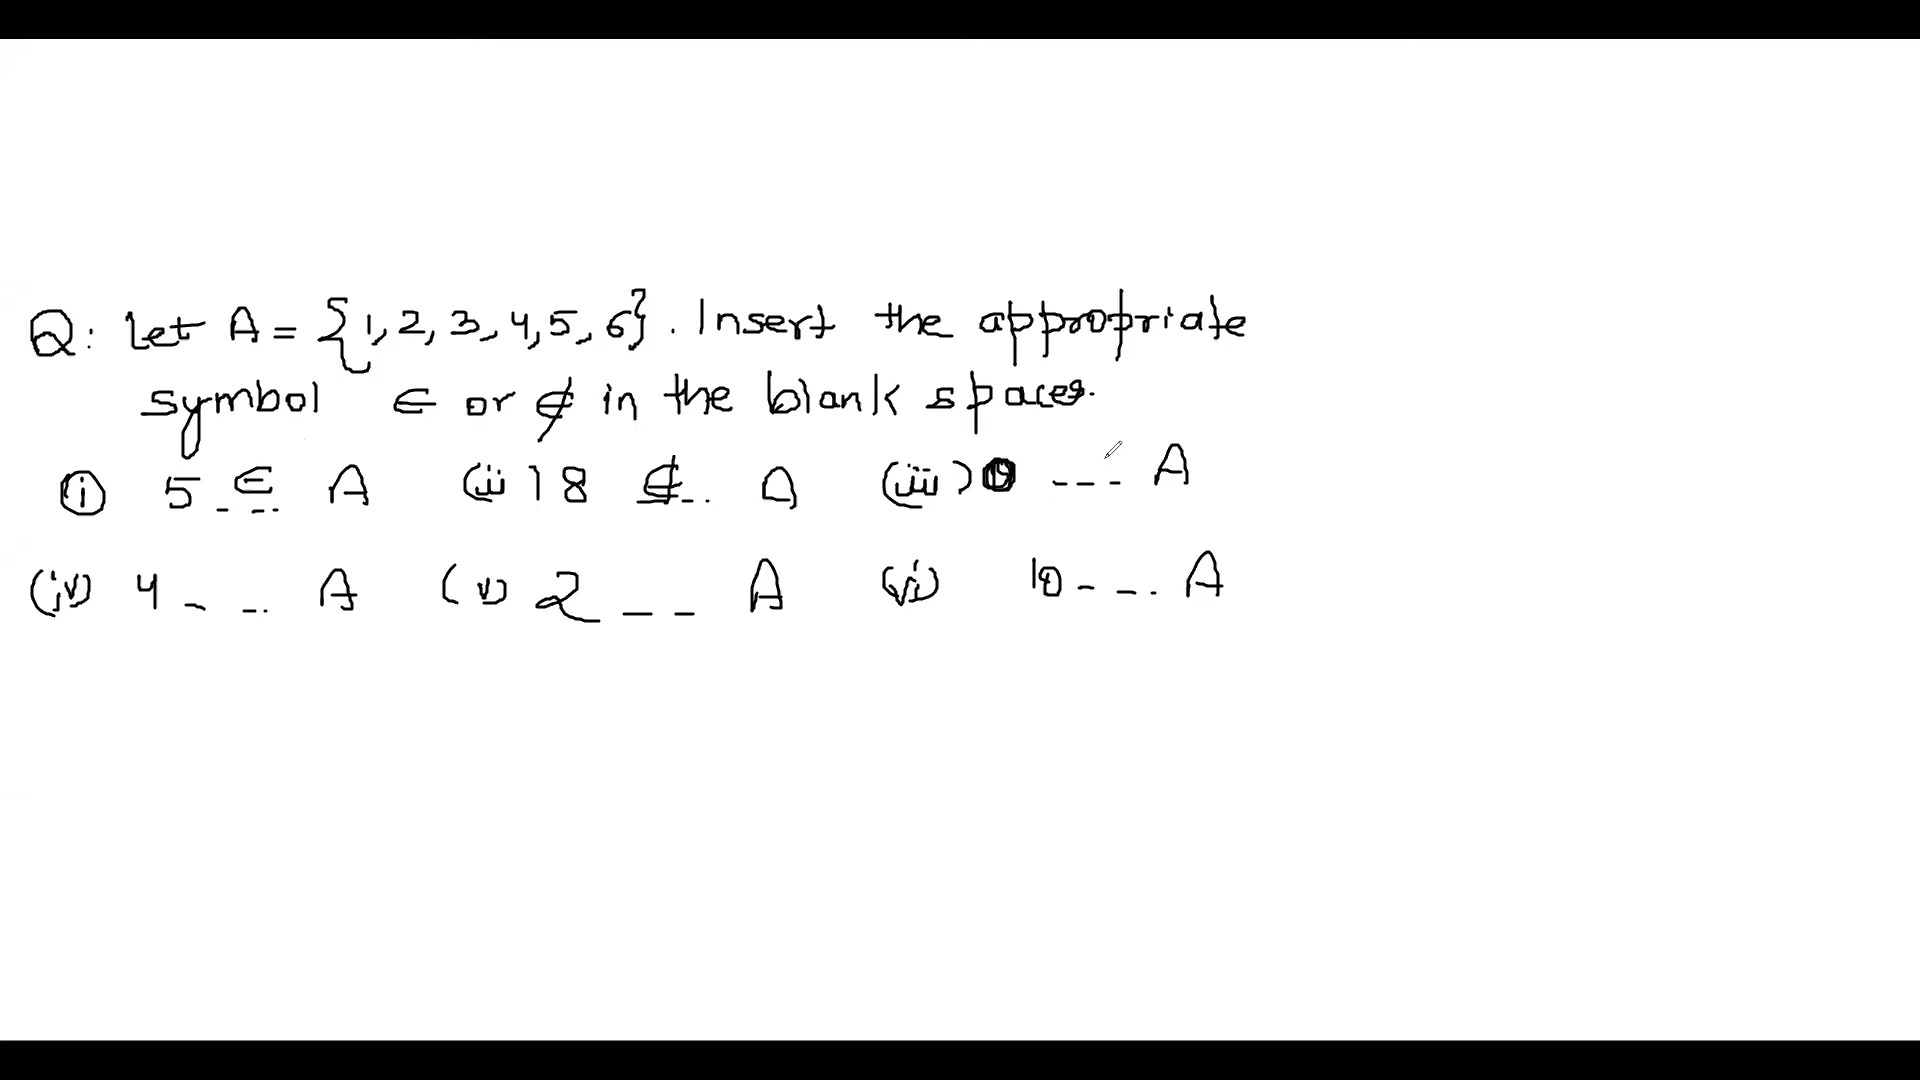 Q: Let A = {1, 2, 3, 4, 5, 6}. Insert the appropriate
symbol ∈ or ∉ in the blank spaces.
(i) 5 _ ∈ _ . A (ii) 18 ∉ _ . . A (iii) 0 _ _ _ . A
(iv) 4 _ _ . A (v) 2 _ _ A (vi) 10 _ _ . A